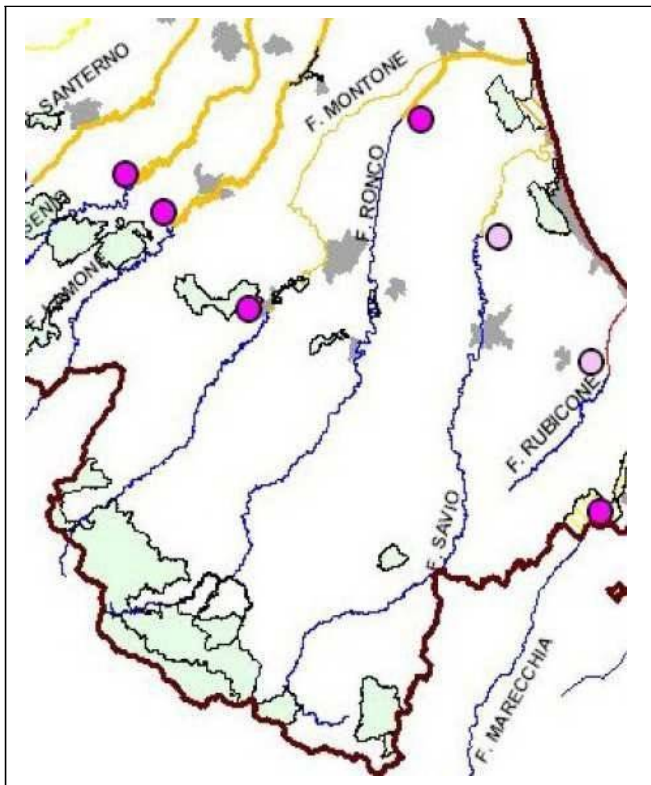 SANTERNO
F. MONTONE
F. RONCO
F. RUBICONE
F. SAVIO
F. MARECCHIA